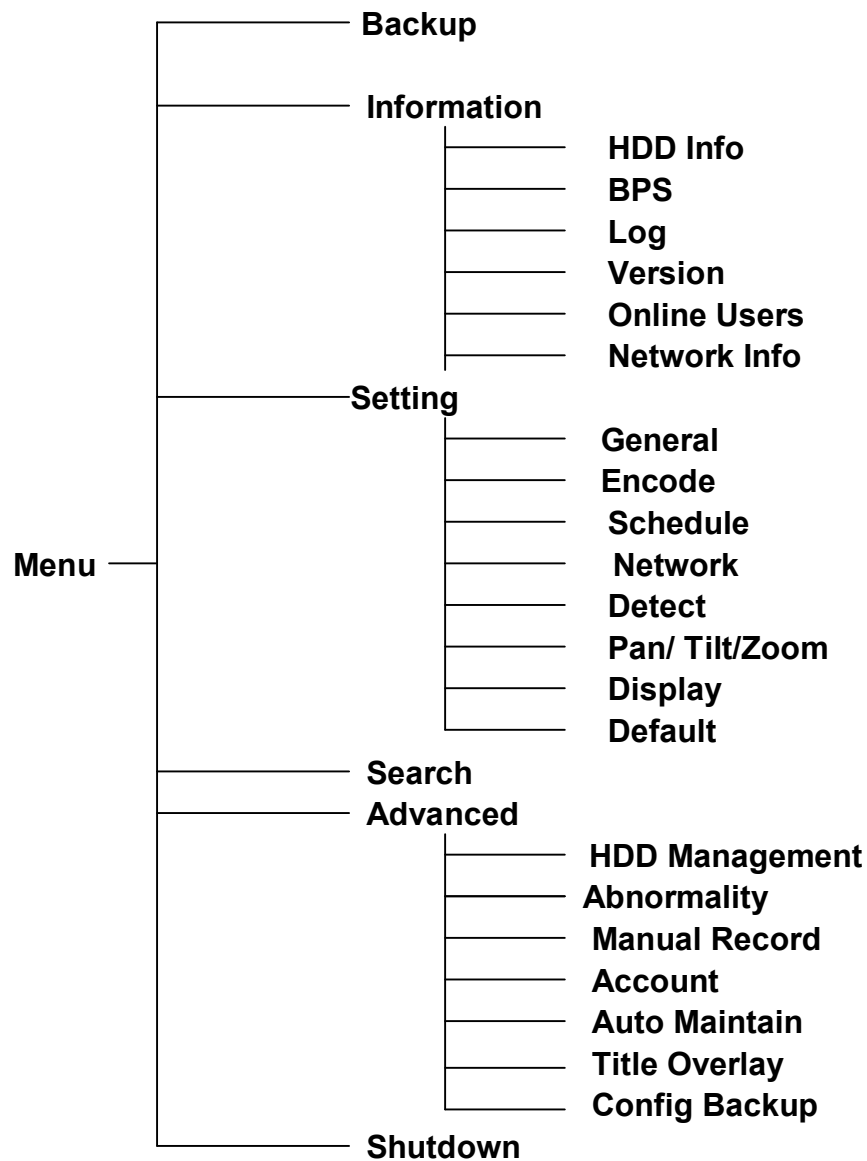 Backup
Information
HDD Info
BPS
Log
Version
Online Users
Network Info
Setting
General
Encode
Schedule
Menu
Network
Detect
Pan/ Tilt/Zoom
Display
Default
Search
Advanced
HDD Management
Abnormality
Manual Record
Account
Auto Maintain
Title Overlay
Config Backup
Shutdown